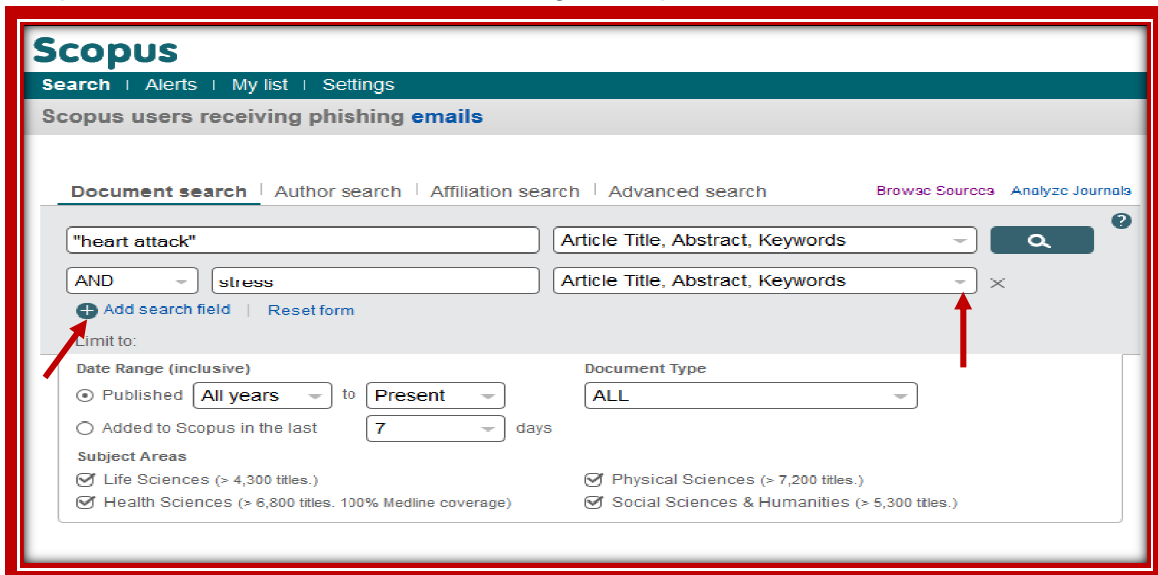 Scopus
Search | Alerts | My list | Settings
Scopus users receiving phishing emails
Document search | Author search | Affiliation search | Advanced search Browse Sources Analyze Journals
?
"heart attack" Article Title, Abstract, Keywords
AND stress Article Title, Abstract, Keywords
Add search field | Reset form
Limit to:
Date Range (inclusive) Document Type
Published All years to Present ALL
Added to Scopus in the last 7 days
Subject Areas
Life Sciences (> 4,300 titles.) Physical Sciences (> 7,200 titles.)
Health Sciences (> 6,800 titles. 100% Medline coverage) Social Sciences & Humanities (> 5,300 titles.)